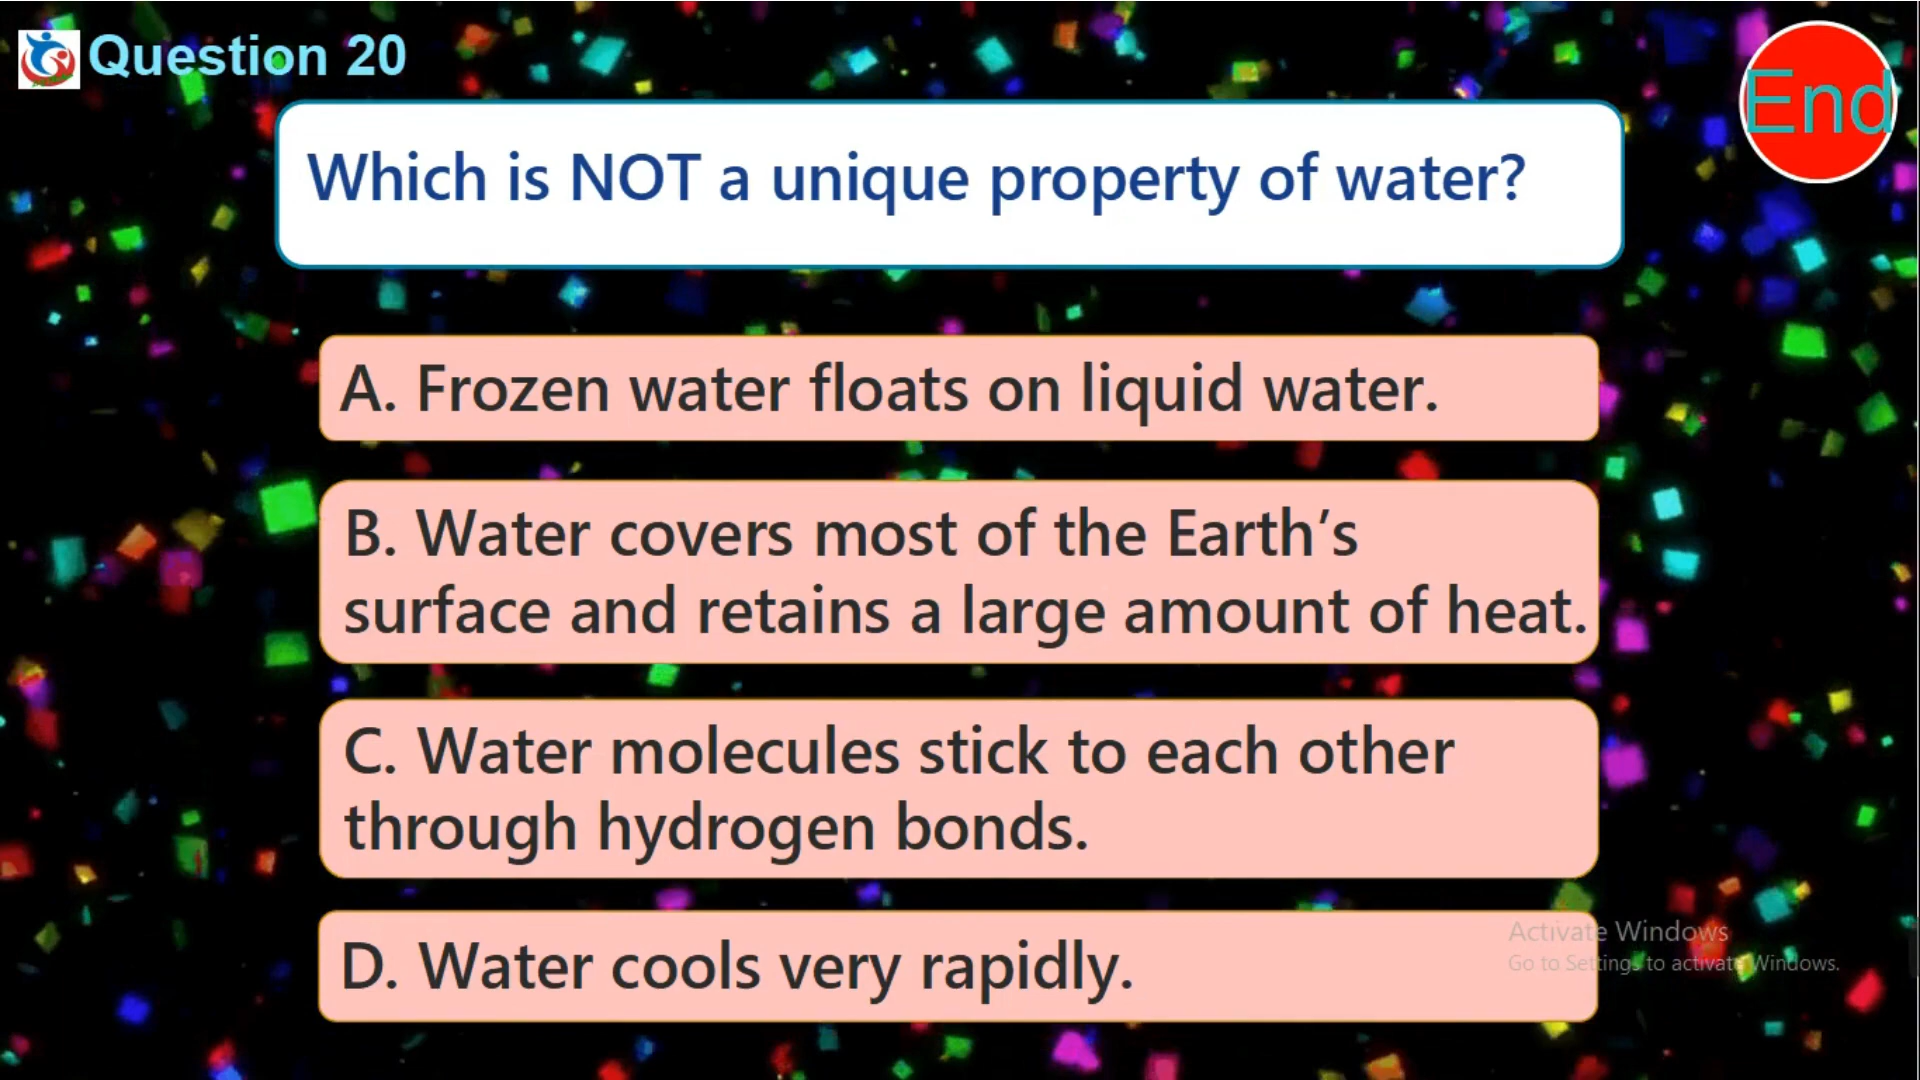 Question 20
End
Which is NOT a unique property of water?
A. Frozen water floats on liquid water.
B. Water covers most of the Earth’s
surface and retains a large amount of heat.
C. Water molecules stick to each other
through hydrogen bonds.
D. Water cools very rapidly.
Activate Windows
Go to Settings to activate Windows.